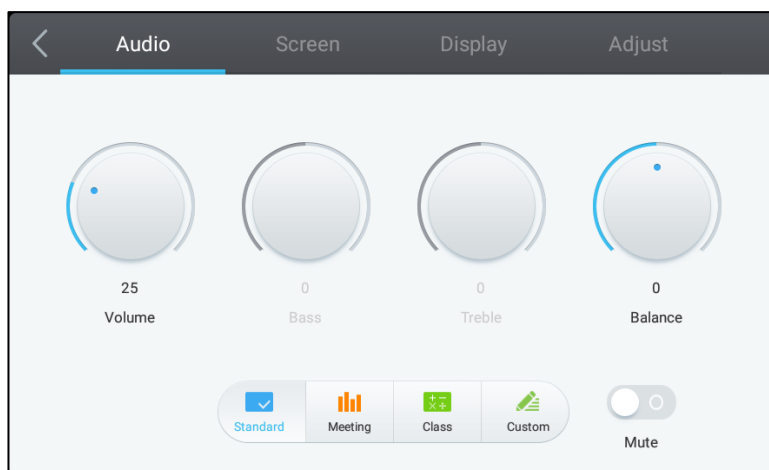 Audio Screen Display Adjust
25 0 0 0
Volume Bass Treble Balance
Standard Meeting Class Custom
Mute